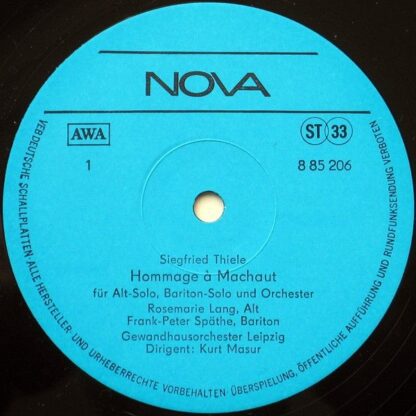 NOVA
AWA
ST 33
1
8 85 206
Siegfried Thiele
Hommage à Machaut
für Alt-Solo, Bariton-Solo und Orchester
Rosemarie Lang, Alt
Frank-Peter Späthe, Bariton
Gewandhausorchester Leipzig
Dirigent: Kurt Masur
VEB DEUTSCHE SCHALLPLATTEN·ALLE HERSTELLER- UND URHEBERRECHTE VORBEHALTEN·ÜBERSPIELUNG, ÖFFENTLICHE AUFFÜHRUNG UND RUNDFUNKSENDUNG VERBOTEN